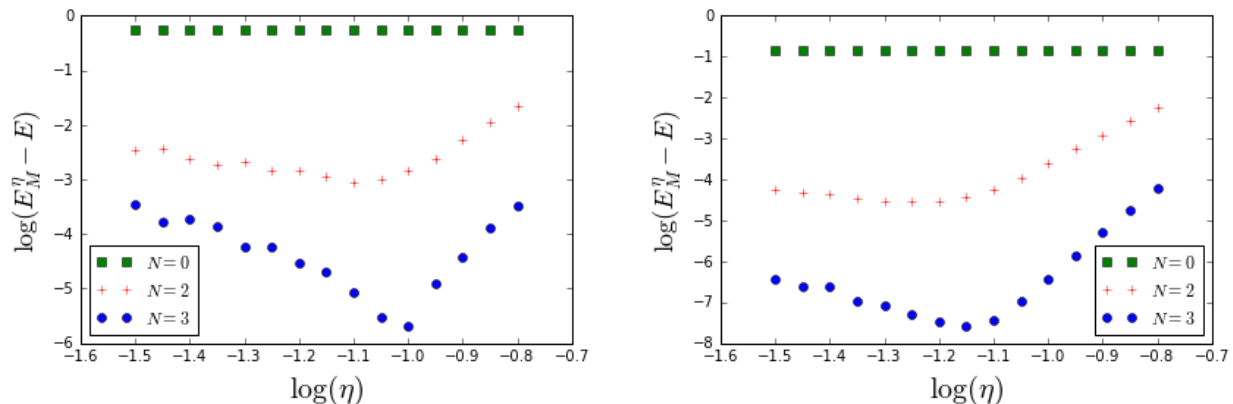 0
−1
−2
−3
−4
−5
−6
log(E_M^η − E)
N = 0
N = 2
N = 3
−1.6 −1.5 −1.4 −1.3 −1.2 −1.1 −1.0 −0.9 −0.8 −0.7
log(η)
0
−1
−2
−3
−4
−5
−6
−7
−8
log(E_M^η − E)
N = 0
N = 2
N = 3
−1.6 −1.5 −1.4 −1.3 −1.2 −1.1 −1.0 −0.9 −0.8 −0.7
log(η)